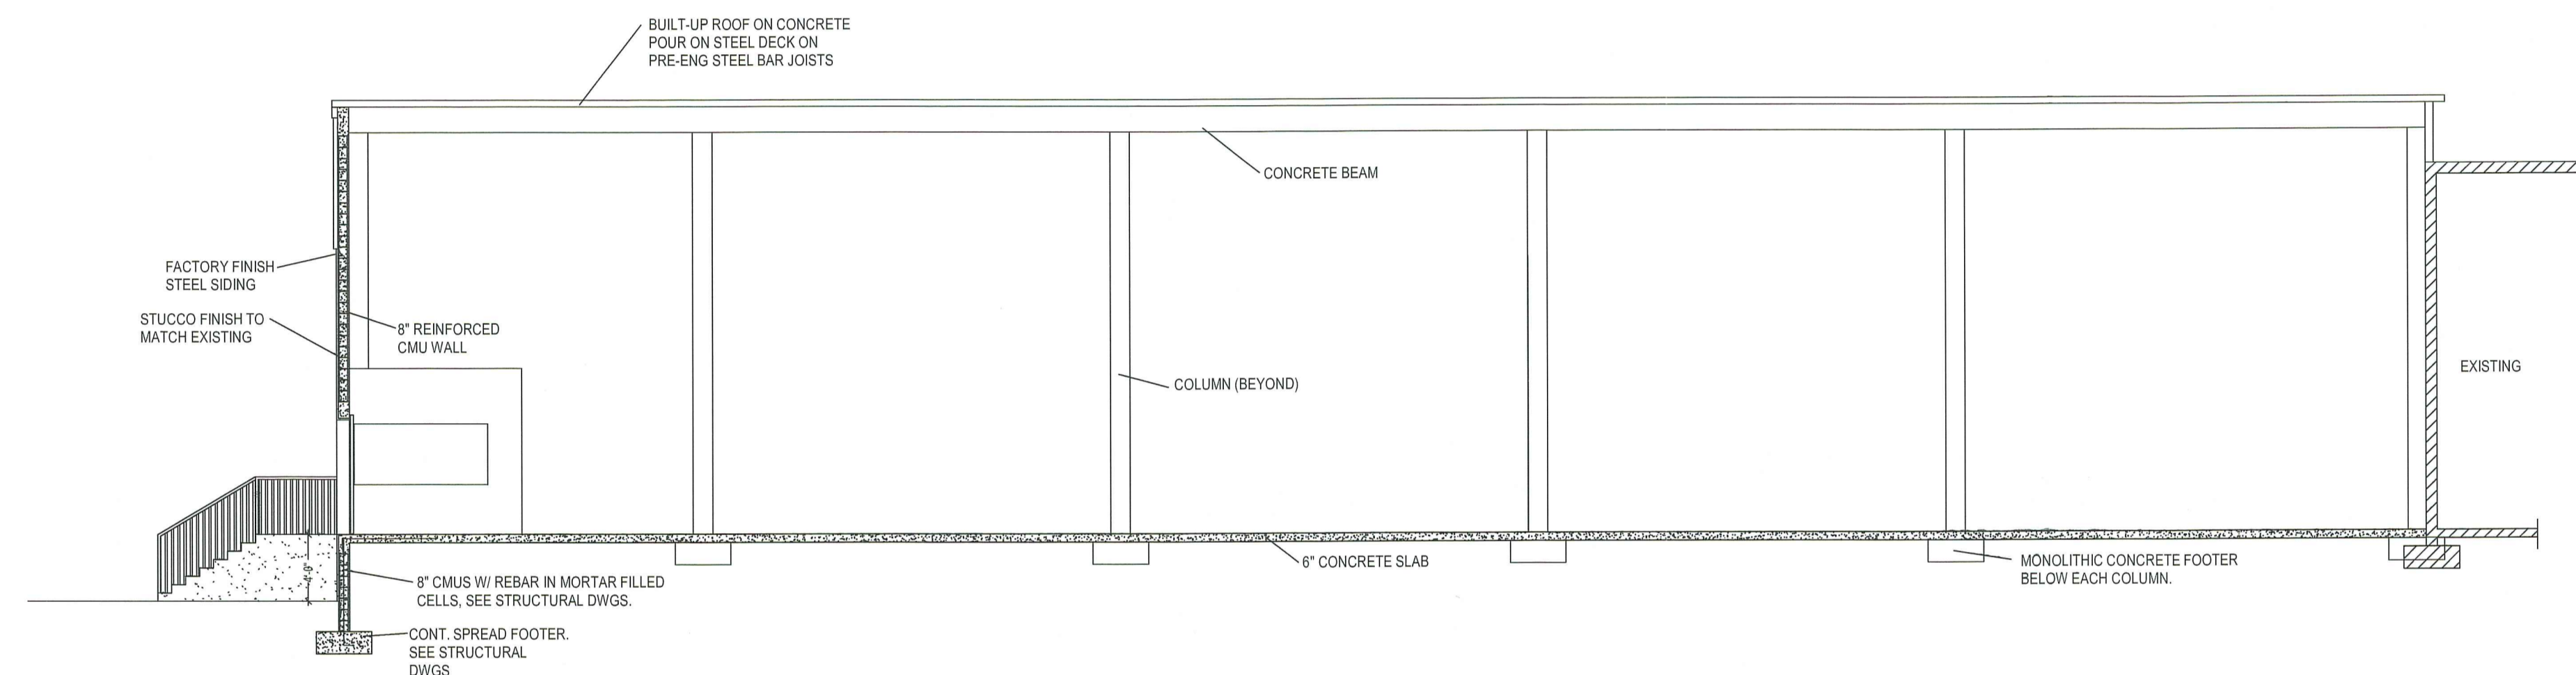 BUILT-UP ROOF ON CONCRETE
POUR ON STEEL DECK ON
PRE-ENG STEEL BAR JOISTS
CONCRETE BEAM
FACTORY FINISH
STEEL SIDING
STUCCO FINISH TO
MATCH EXISTING
8" REINFORCED
CMU WALL
COLUMN (BEYOND)
EXISTING
4'-0"
6" CONCRETE SLAB
MONOLITHIC CONCRETE FOOTER
BELOW EACH COLUMN.
8" CMUS W/ REBAR IN MORTAR FILLED
CELLS, SEE STRUCTURAL DWGS.
CONT. SPREAD FOOTER.
SEE STRUCTURAL
DWGS